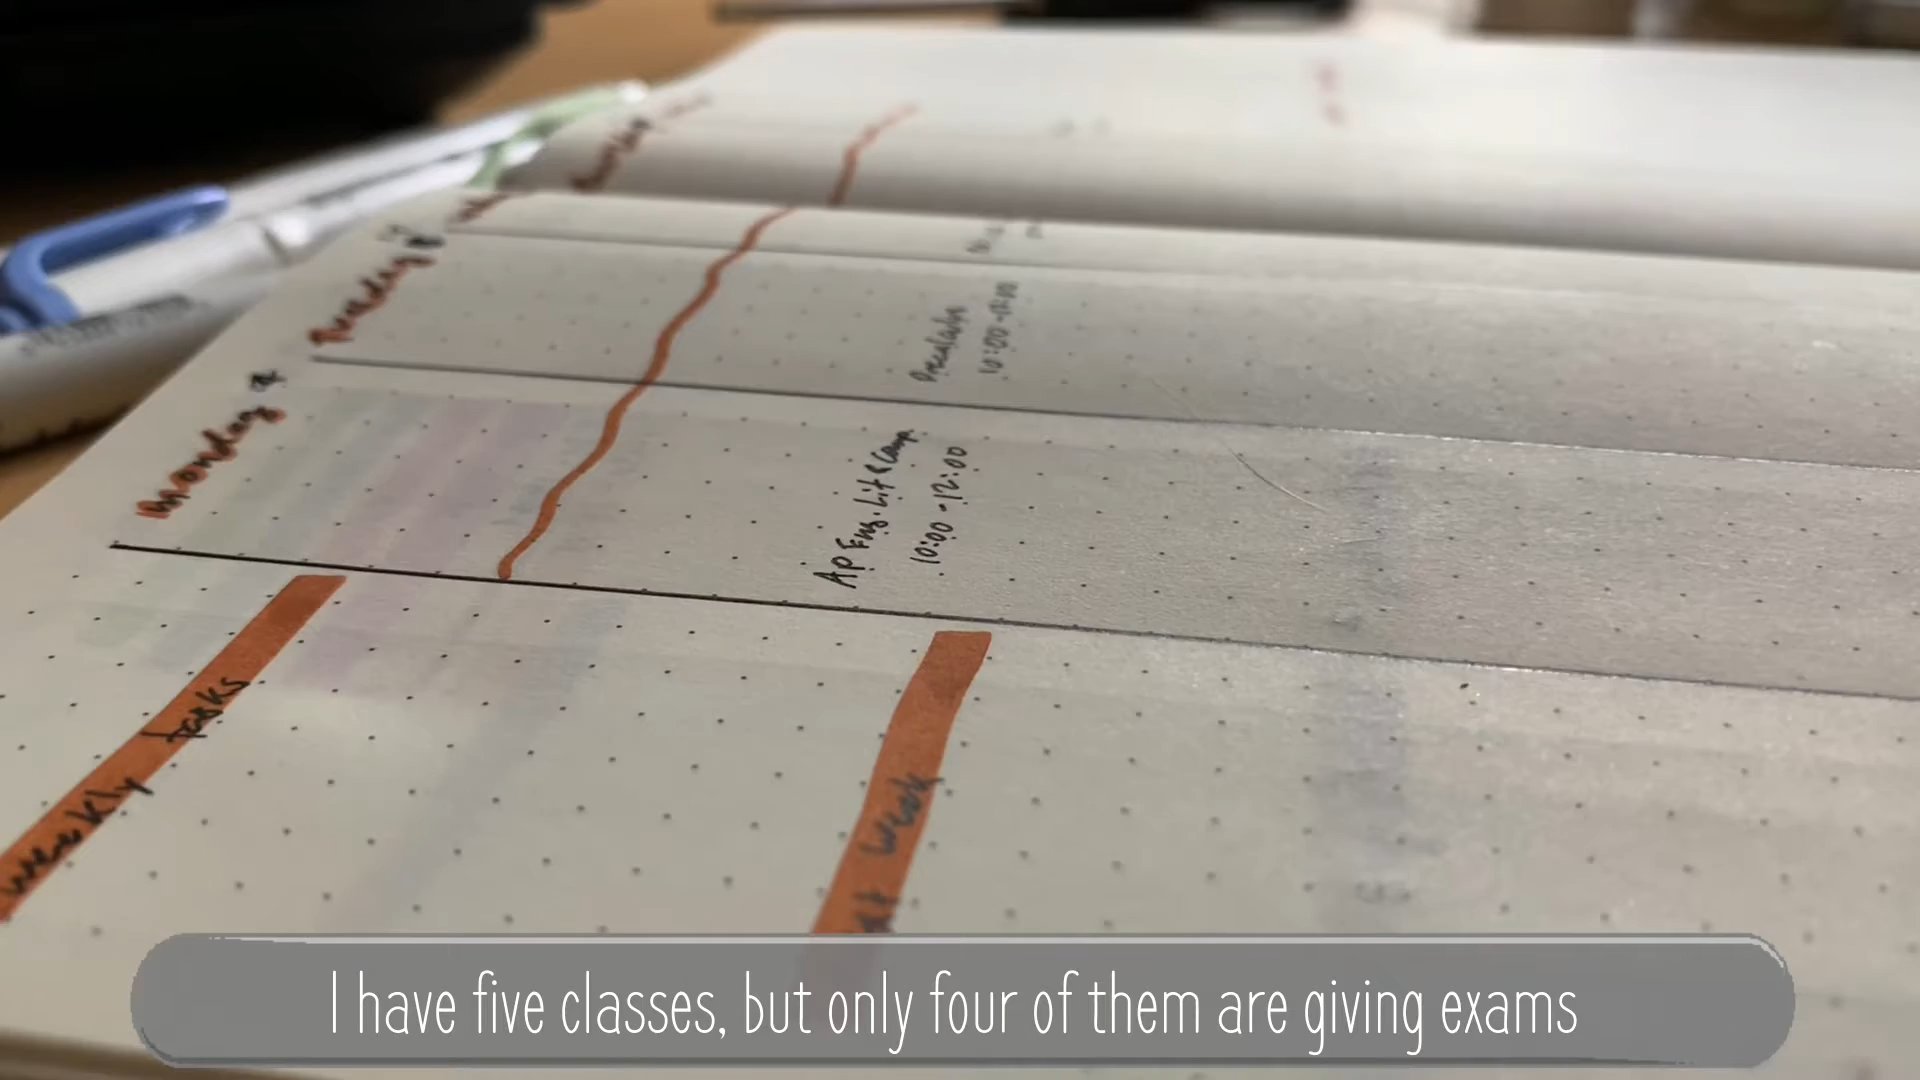 Tuesday
Precalculus
10:00-12:00
Monday
AP Eng. Lit & Comp.
10:00-12:00
weekly tasks
week
I have five classes, but only four of them are giving exams